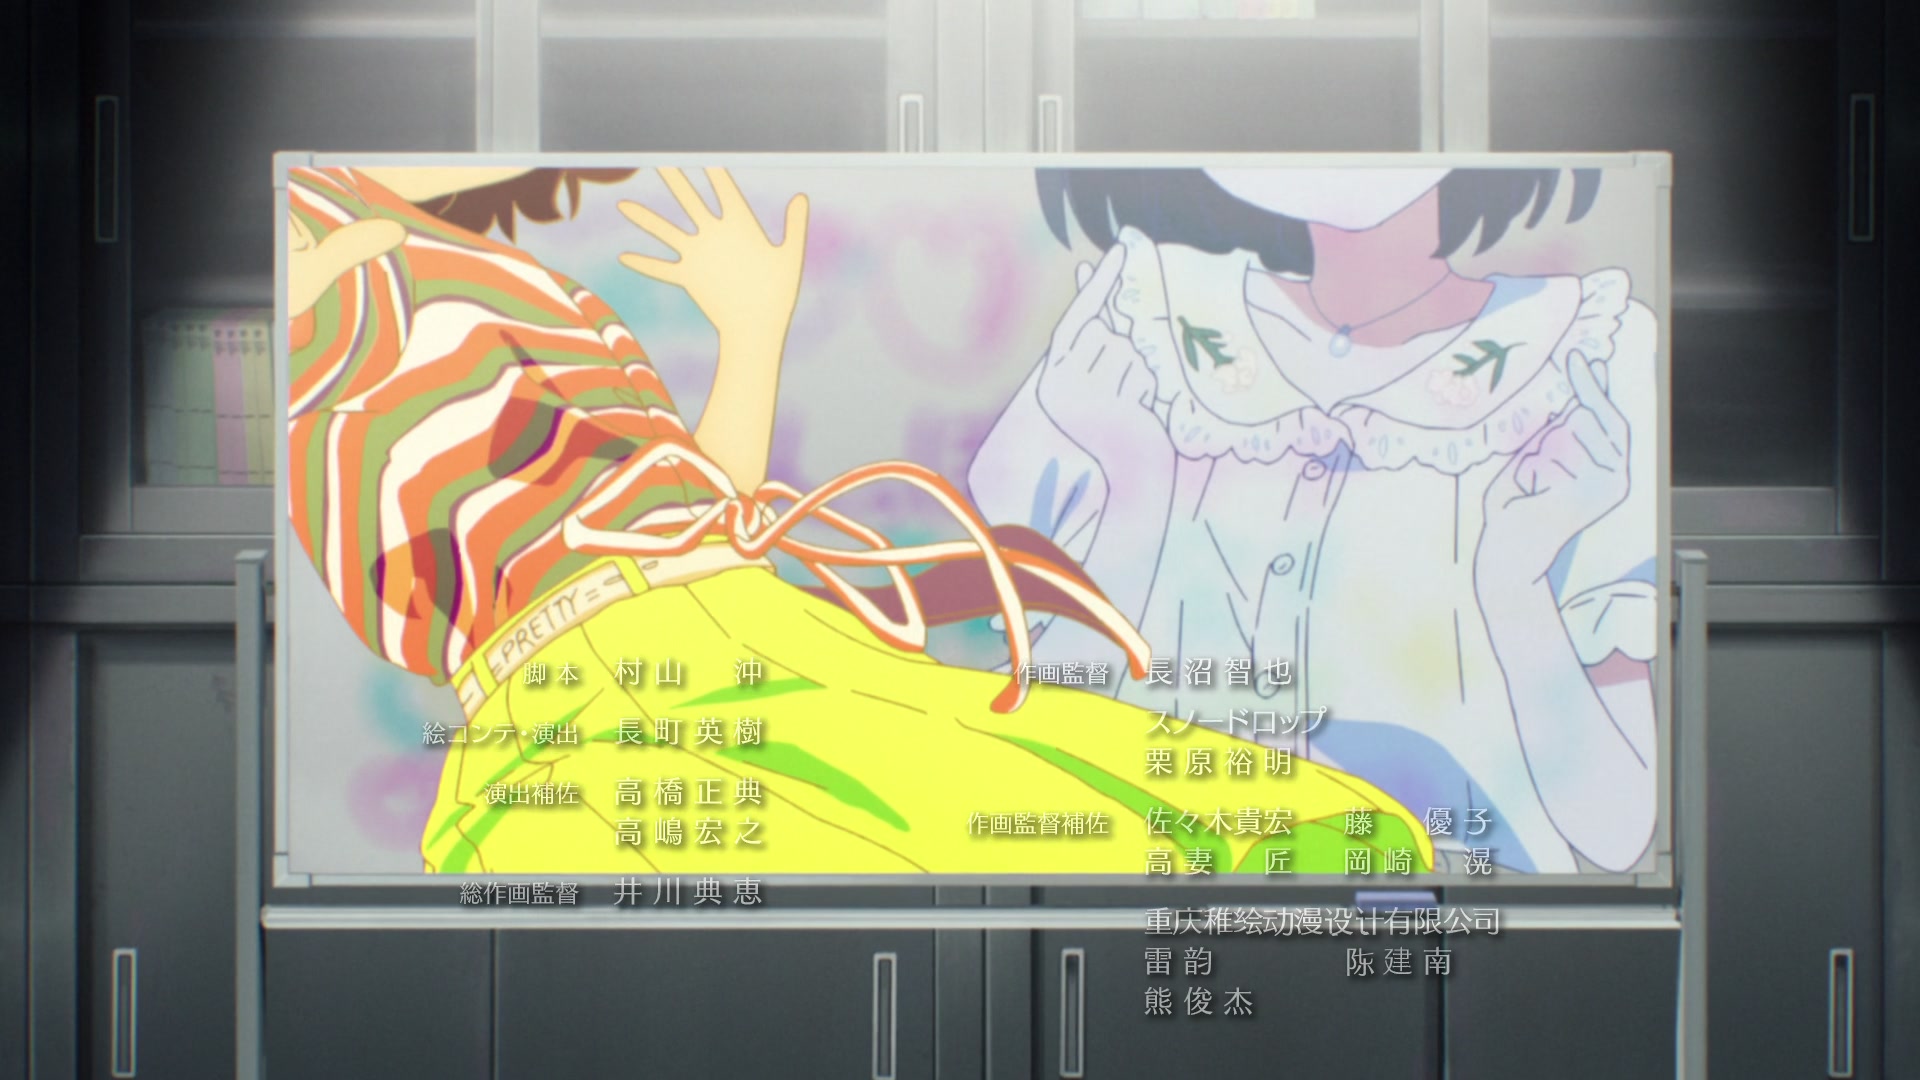 =PRETTY=
脚本 村山 沖
絵コンテ・演出 長町英樹
演出補佐 高橋正典
高嶋宏之
総作画監督 井川典恵
作画監督 長沼智也
スノードロップ
栗原裕明
作画監督補佐 佐々木貴宏 藤 優子
高妻 匠 岡崎 滉
重庆稚绘动漫设计有限公司
雷韵 陈建南
熊俊杰